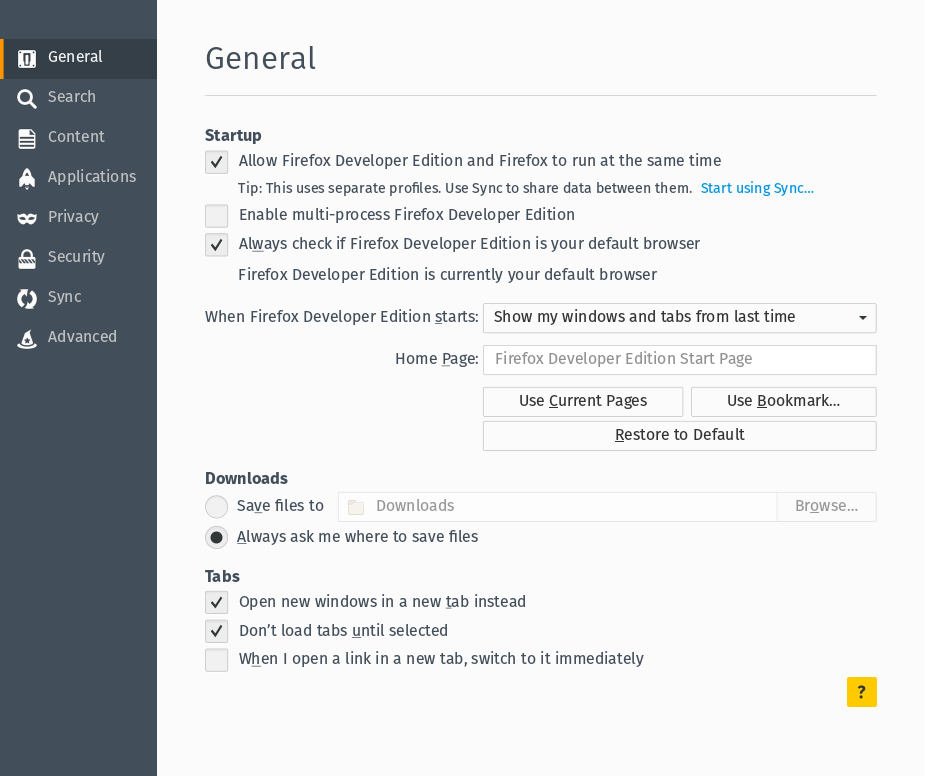 General
Search
Content
Applications
Privacy
Security
Sync
Advanced
General
Startup
Allow Firefox Developer Edition and Firefox to run at the same time
Tip: This uses separate profiles. Use Sync to share data between them. Start using Sync…
Enable multi-process Firefox Developer Edition
Always check if Firefox Developer Edition is your default browser
Firefox Developer Edition is currently your default browser
When Firefox Developer Edition starts: Show my windows and tabs from last time
Home Page: Firefox Developer Edition Start Page
Use Current Pages Use Bookmark…
Restore to Default
Downloads
Save files to Downloads Browse…
Always ask me where to save files
Tabs
Open new windows in a new tab instead
Don’t load tabs until selected
When I open a link in a new tab, switch to it immediately
?